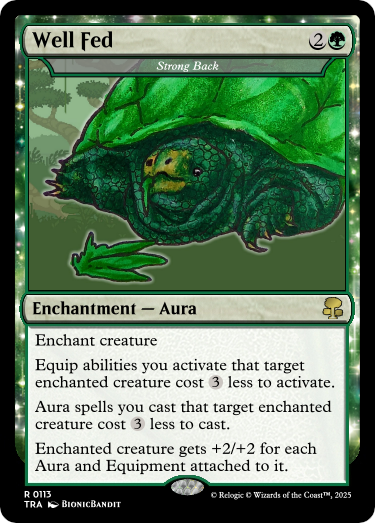 Well Fed 2
Strong Back
Enchantment — Aura
Enchant creature
Equip abilities you activate that target
enchanted creature cost 3 less to activate.
Aura spells you cast that target enchanted
creature cost 3 less to cast.
Enchanted creature gets +2/+2 for each
Aura and Equipment attached to it.
R 0113
TRA BionicBandit © Relogic © Wizards of the Coast™, 2025